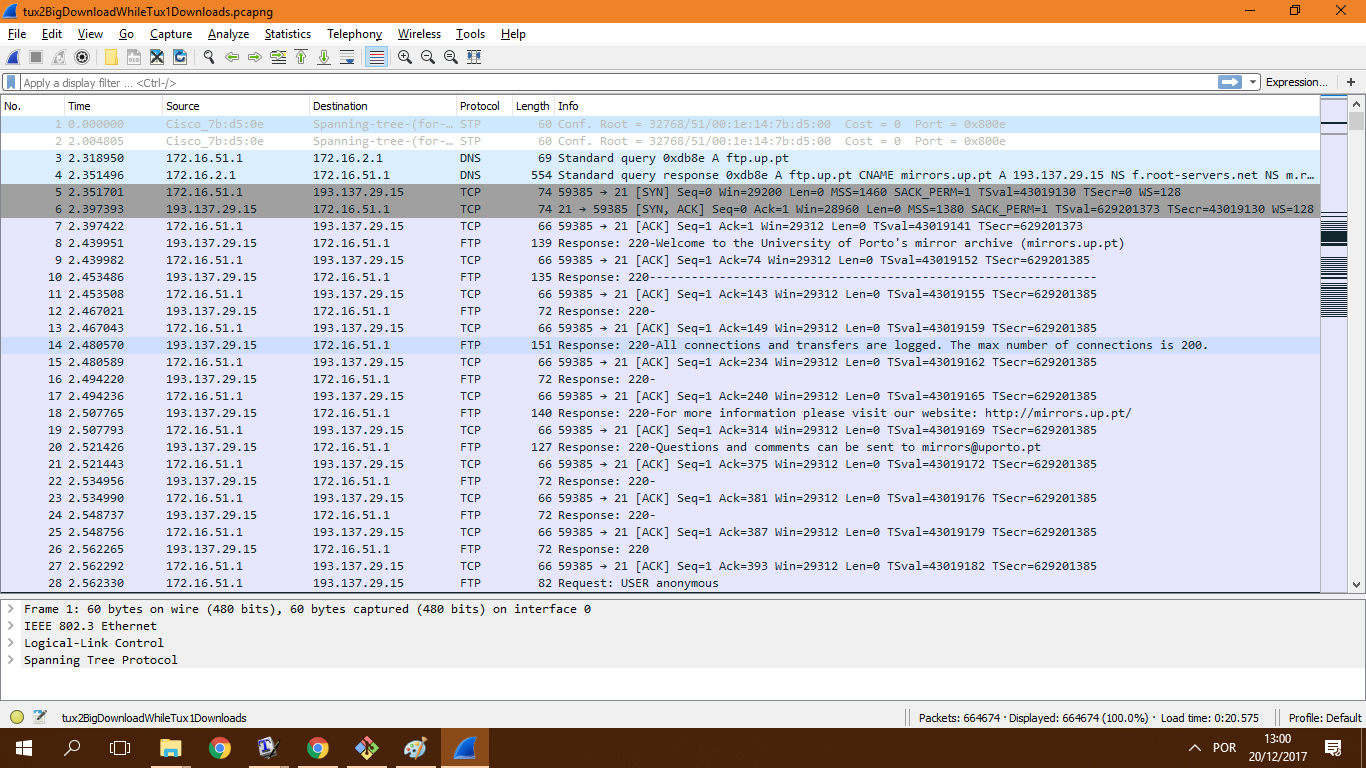 tux2BigDownloadWhileTux1Downloads.pcapng
File Edit View Go Capture Analyze Statistics Telephony Wireless Tools Help
Apply a display filter ... <Ctrl-/> Expression... +
No. Time Source Destination Protocol Length Info
1 0.000000 Cisco_7b:d5:0e Spanning-tree-(for-… STP 60 Conf. Root = 32768/51/00:1e:14:7b:d5:00 Cost = 0 Port = 0x800e
2 2.004805 Cisco_7b:d5:0e Spanning-tree-(for-… STP 60 Conf. Root = 32768/51/00:1e:14:7b:d5:00 Cost = 0 Port = 0x800e
3 2.318950 172.16.51.1 172.16.2.1 DNS 69 Standard query 0xdb8e A ftp.up.pt
4 2.351496 172.16.2.1 172.16.51.1 DNS 554 Standard query response 0xdb8e A ftp.up.pt CNAME mirrors.up.pt A 193.137.29.15 NS f.root-servers.net NS m.r…
5 2.351701 172.16.51.1 193.137.29.15 TCP 74 59385 → 21 [SYN] Seq=0 Win=29200 Len=0 MSS=1460 SACK_PERM=1 TSval=43019130 TSecr=0 WS=128
6 2.397393 193.137.29.15 172.16.51.1 TCP 74 21 → 59385 [SYN, ACK] Seq=0 Ack=1 Win=28960 Len=0 MSS=1380 SACK_PERM=1 TSval=629201373 TSecr=43019130 WS=128
7 2.397422 172.16.51.1 193.137.29.15 TCP 66 59385 → 21 [ACK] Seq=1 Ack=1 Win=29312 Len=0 TSval=43019141 TSecr=629201373
8 2.439951 193.137.29.15 172.16.51.1 FTP 139 Response: 220-Welcome to the University of Porto's mirror archive (mirrors.up.pt)
9 2.439982 172.16.51.1 193.137.29.15 TCP 66 59385 → 21 [ACK] Seq=1 Ack=74 Win=29312 Len=0 TSval=43019152 TSecr=629201385
10 2.453486 193.137.29.15 172.16.51.1 FTP 135 Response: 220----------------------------------------------------------------
11 2.453508 172.16.51.1 193.137.29.15 TCP 66 59385 → 21 [ACK] Seq=1 Ack=143 Win=29312 Len=0 TSval=43019155 TSecr=629201385
12 2.467021 193.137.29.15 172.16.51.1 FTP 72 Response: 220-
13 2.467043 172.16.51.1 193.137.29.15 TCP 66 59385 → 21 [ACK] Seq=1 Ack=149 Win=29312 Len=0 TSval=43019159 TSecr=629201385
14 2.480570 193.137.29.15 172.16.51.1 FTP 151 Response: 220-All connections and transfers are logged. The max number of connections is 200.
15 2.480589 172.16.51.1 193.137.29.15 TCP 66 59385 → 21 [ACK] Seq=1 Ack=234 Win=29312 Len=0 TSval=43019162 TSecr=629201385
16 2.494220 193.137.29.15 172.16.51.1 FTP 72 Response: 220-
17 2.494236 172.16.51.1 193.137.29.15 TCP 66 59385 → 21 [ACK] Seq=1 Ack=240 Win=29312 Len=0 TSval=43019165 TSecr=629201385
18 2.507765 193.137.29.15 172.16.51.1 FTP 140 Response: 220-For more information please visit our website: http://mirrors.up.pt/
19 2.507793 172.16.51.1 193.137.29.15 TCP 66 59385 → 21 [ACK] Seq=1 Ack=314 Win=29312 Len=0 TSval=43019169 TSecr=629201385
20 2.521426 193.137.29.15 172.16.51.1 FTP 127 Response: 220-Questions and comments can be sent to mirrors@uporto.pt
21 2.521443 172.16.51.1 193.137.29.15 TCP 66 59385 → 21 [ACK] Seq=1 Ack=375 Win=29312 Len=0 TSval=43019172 TSecr=629201385
22 2.534956 193.137.29.15 172.16.51.1 FTP 72 Response: 220-
23 2.534990 172.16.51.1 193.137.29.15 TCP 66 59385 → 21 [ACK] Seq=1 Ack=381 Win=29312 Len=0 TSval=43019176 TSecr=629201385
24 2.548737 193.137.29.15 172.16.51.1 FTP 72 Response: 220-
25 2.548756 172.16.51.1 193.137.29.15 TCP 66 59385 → 21 [ACK] Seq=1 Ack=387 Win=29312 Len=0 TSval=43019179 TSecr=629201385
26 2.562265 193.137.29.15 172.16.51.1 FTP 72 Response: 220
27 2.562292 172.16.51.1 193.137.29.15 TCP 66 59385 → 21 [ACK] Seq=1 Ack=393 Win=29312 Len=0 TSval=43019182 TSecr=629201385
28 2.562330 172.16.51.1 193.137.29.15 FTP 82 Request: USER anonymous
Frame 1: 60 bytes on wire (480 bits), 60 bytes captured (480 bits) on interface 0
IEEE 802.3 Ethernet
Logical-Link Control
Spanning Tree Protocol
tux2BigDownloadWhileTux1Downloads Packets: 664674 · Displayed: 664674 (100.0%) · Load time: 0:20.575 Profile: Default
POR 13:00
20/12/2017